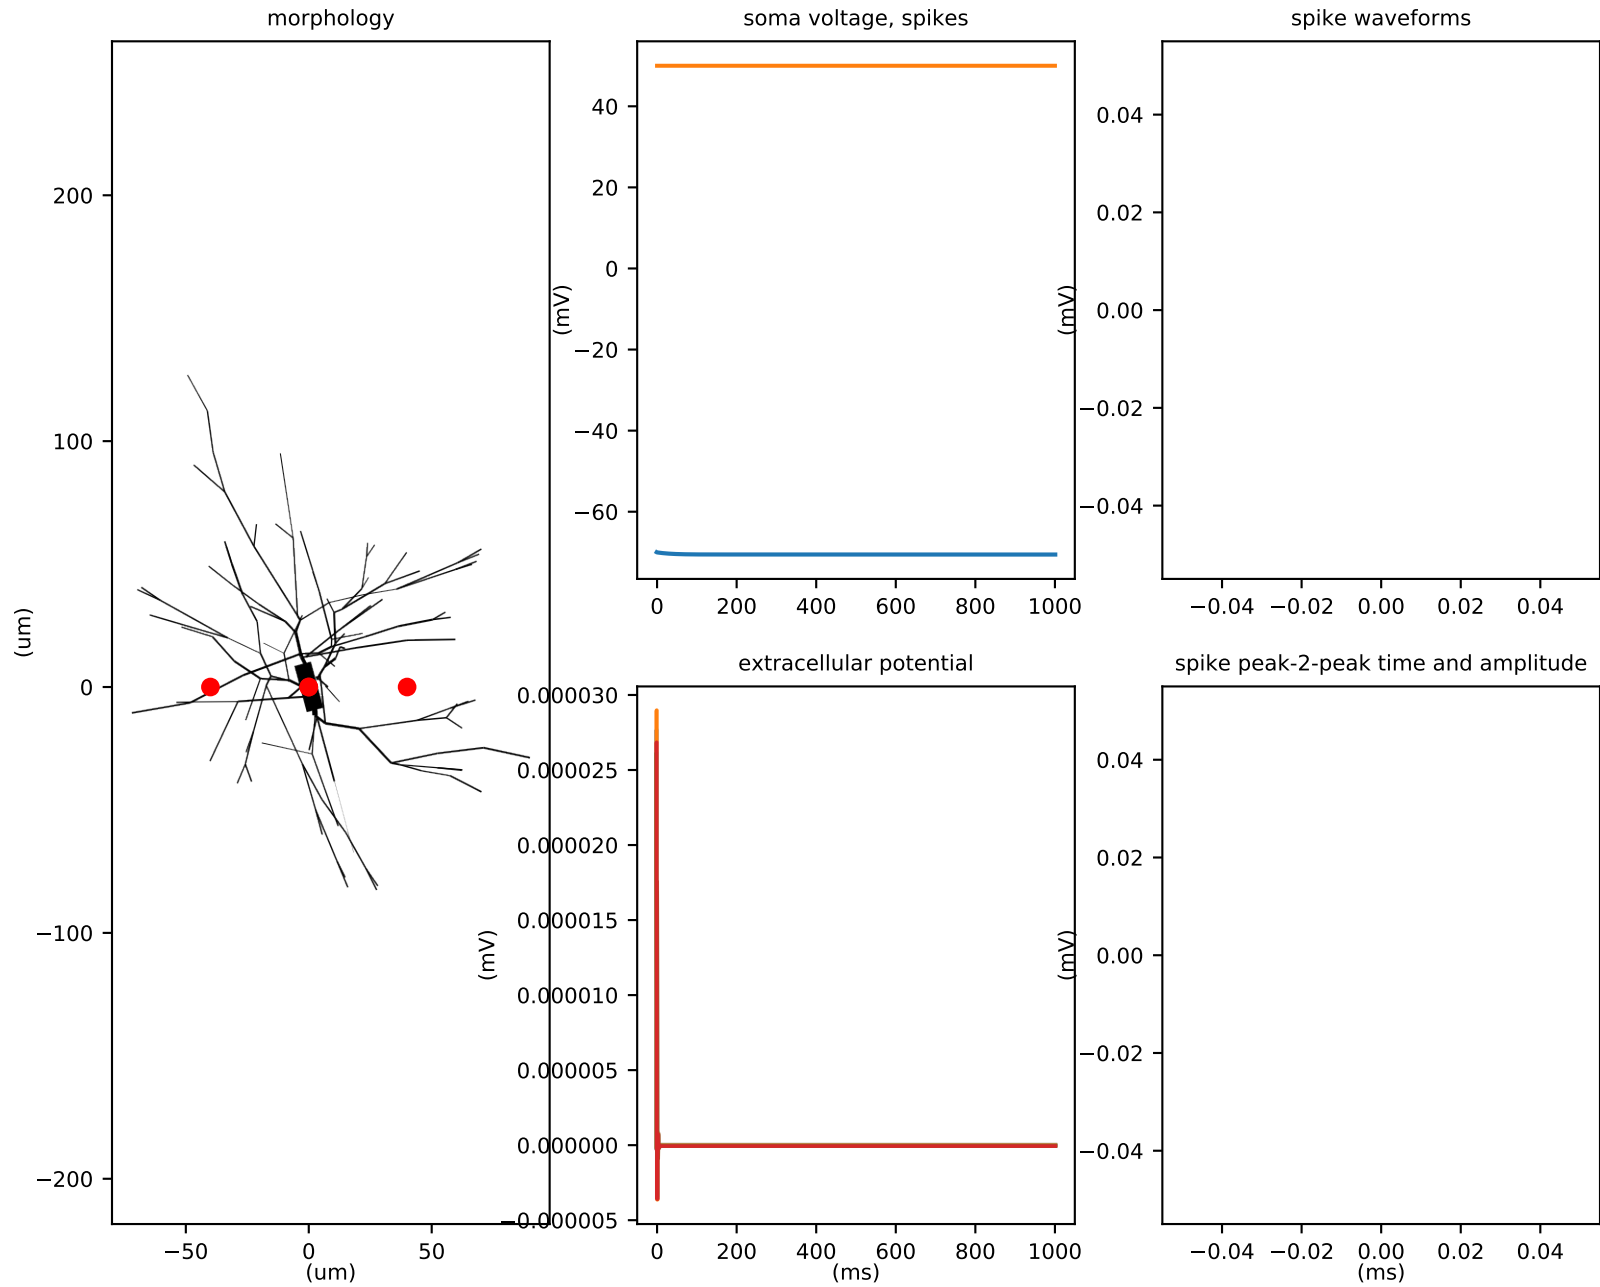 morphology
200
100
0
−100
−200
(um)
−50 0 50
(um)
soma voltage, spikes
40
20
0
−20
−40
−60
(mV)
0 200 400 600 800 1000
spike waveforms
0.04
0.02
0.00
−0.02
−0.04
(mV)
−0.04 −0.02 0.00 0.02 0.04
extracellular potential
0.000030
0.000025
0.000020
0.000015
0.000010
0.000005
0.000000
−0.000005
(mV)
0 200 400 600 800 1000
(ms)
spike peak-2-peak time and amplitude
0.04
0.02
0.00
−0.02
−0.04
(mV)
−0.04 −0.02 0.00 0.02 0.04
(ms)